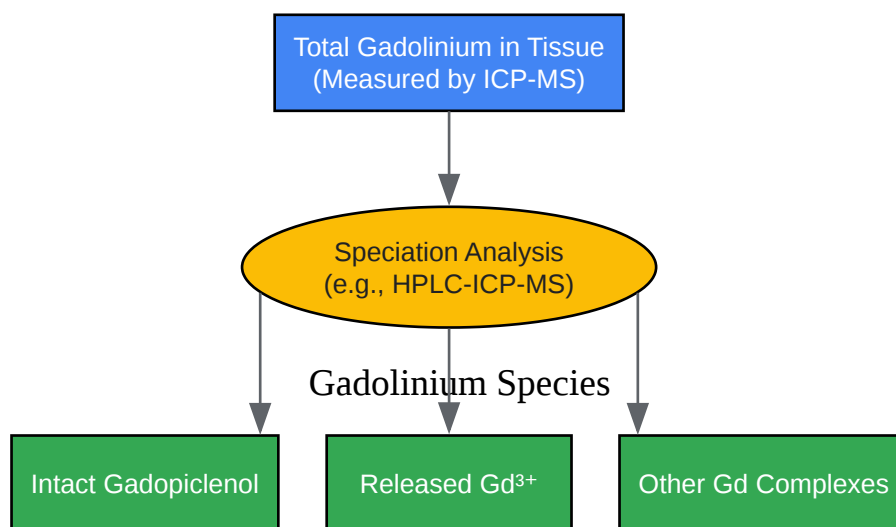 Total Gadolinium in Tissue
(Measured by ICP-MS)
Speciation Analysis
(e.g., HPLC-ICP-MS)
Gadolinium Species
Intact Gadopiclenol
Released Gd³⁺
Other Gd Complexes